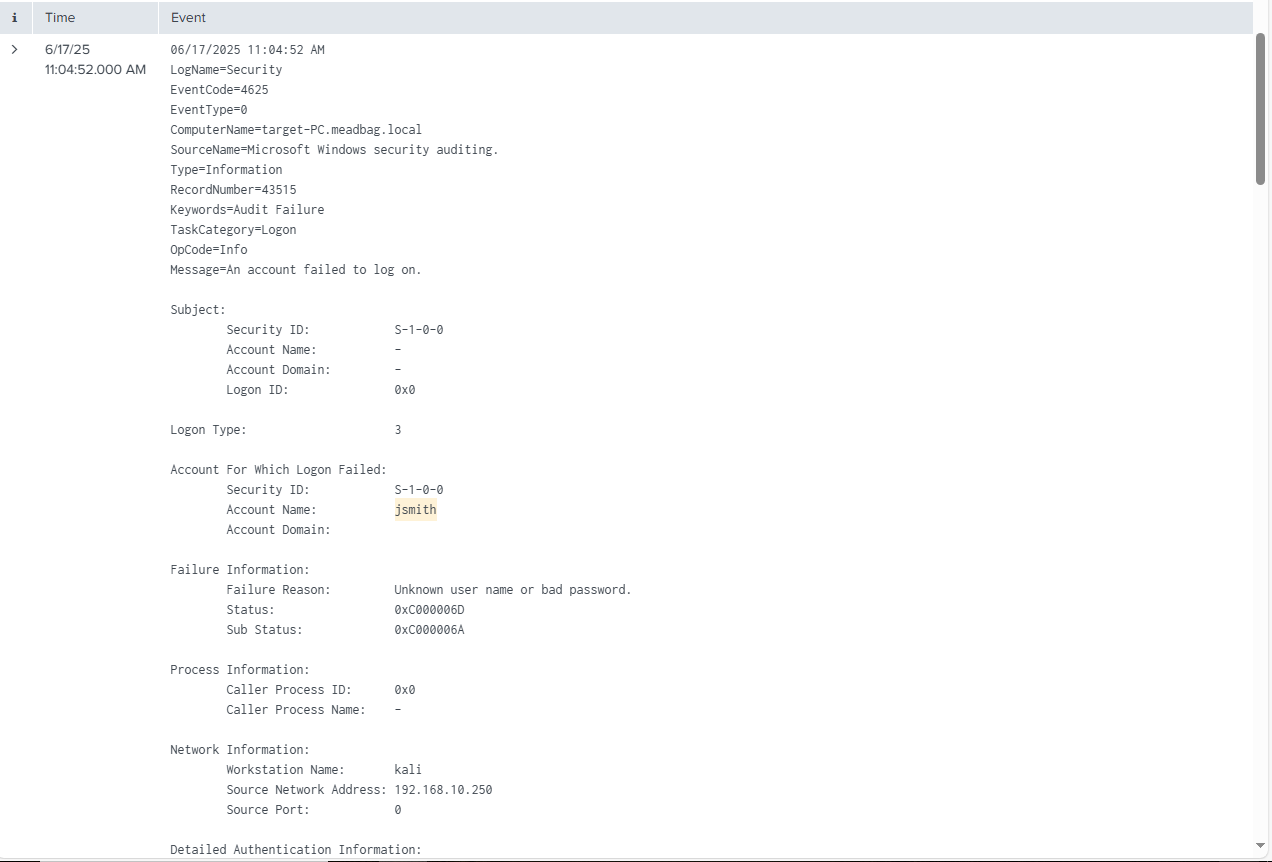 i Time Event
6/17/25 06/17/2025 11:04:52 AM
11:04:52.000 AM LogName=Security
EventCode=4625
EventType=0
ComputerName=target-PC.meadbag.local
SourceName=Microsoft Windows security auditing.
Type=Information
RecordNumber=43515
Keywords=Audit Failure
TaskCategory=Logon
OpCode=Info
Message=An account failed to log on.
Subject:
Security ID: S-1-0-0
Account Name: -
Account Domain: -
Logon ID: 0x0
Logon Type: 3
Account For Which Logon Failed:
Security ID: S-1-0-0
Account Name: jsmith
Account Domain:
Failure Information:
Failure Reason: Unknown user name or bad password.
Status: 0xC000006D
Sub Status: 0xC000006A
Process Information:
Caller Process ID: 0x0
Caller Process Name: -
Network Information:
Workstation Name: kali
Source Network Address: 192.168.10.250
Source Port: 0
Detailed Authentication Information: